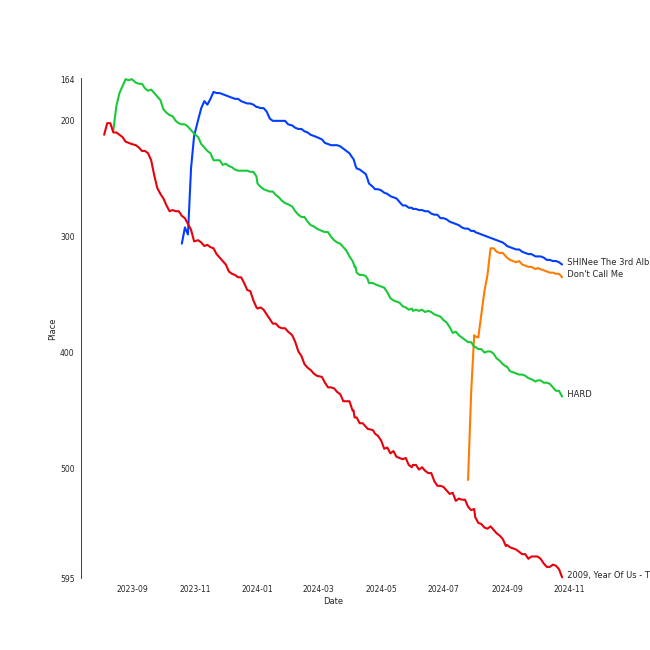 164
200
300
400
500
595
Place
2023-09
2023-11
2024-01
2024-03
2024-05
2024-07
2024-09
2024-11
Date
SHINee The 3rd Alb
Don't Call Me
HARD
2009, Year Of Us - T